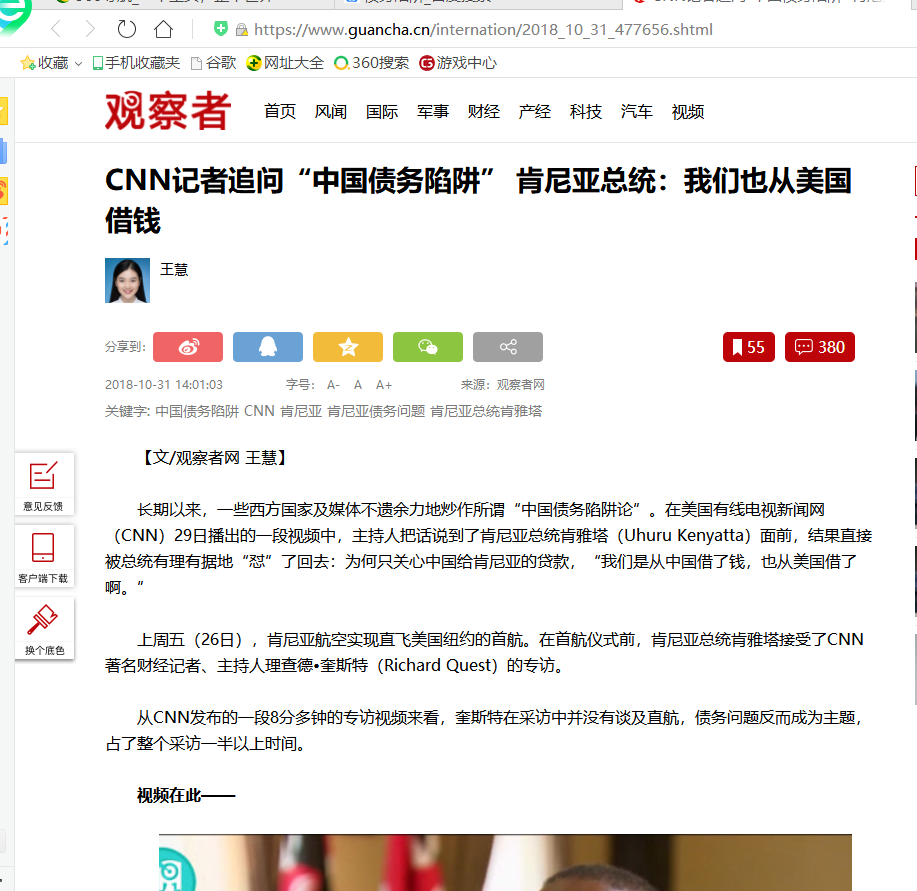 https://www.guancha.cn/internation/2018_10_31_477656.shtml
收藏 手机收藏夹 谷歌 网址大全 360搜索 游戏中心
观察者 首页 风闻 国际 军事 财经 产经 科技 汽车 视频
CNN记者追问“中国债务陷阱” 肯尼亚总统：我们也从美国
借钱
王慧
分享到: 55 380
2018-10-31 14:01:03 字号： A- A A+ 来源：观察者网
关键字: 中国债务陷阱 CNN 肯尼亚 肯尼亚债务问题 肯尼亚总统肯雅塔
【文/观察者网 王慧】
长期以来，一些西方国家及媒体不遗余力地炒作所谓“中国债务陷阱论”。在美国有线电视新闻网
（CNN）29日播出的一段视频中，主持人把话说到了肯尼亚总统肯雅塔（Uhuru Kenyatta）面前，结果直接
被总统有理有据地“怼”了回去：为何只关心中国给肯尼亚的贷款，“我们是从中国借了钱，也从美国借了
啊。”
上周五（26日），肯尼亚航空实现直飞美国纽约的首航。在首航仪式前，肯尼亚总统肯雅塔接受了CNN
著名财经记者、主持人理查德•奎斯特（Richard Quest）的专访。
从CNN发布的一段8分多钟的专访视频来看，奎斯特在采访中并没有谈及直航，债务问题反而成为主题，
占了整个采访一半以上时间。
视频在此——
意见反馈
客户端下载
换个底色